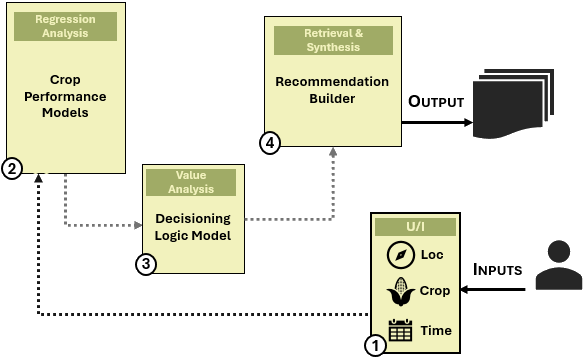 Regression
Analysis
Crop
Performance
Models
2
Value
Analysis
Decisioning
Logic Model
3
Retrieval &
Synthesis
Recommendation
Builder
4
OUTPUT
U/I
Loc
Crop
Time
1
INPUTS